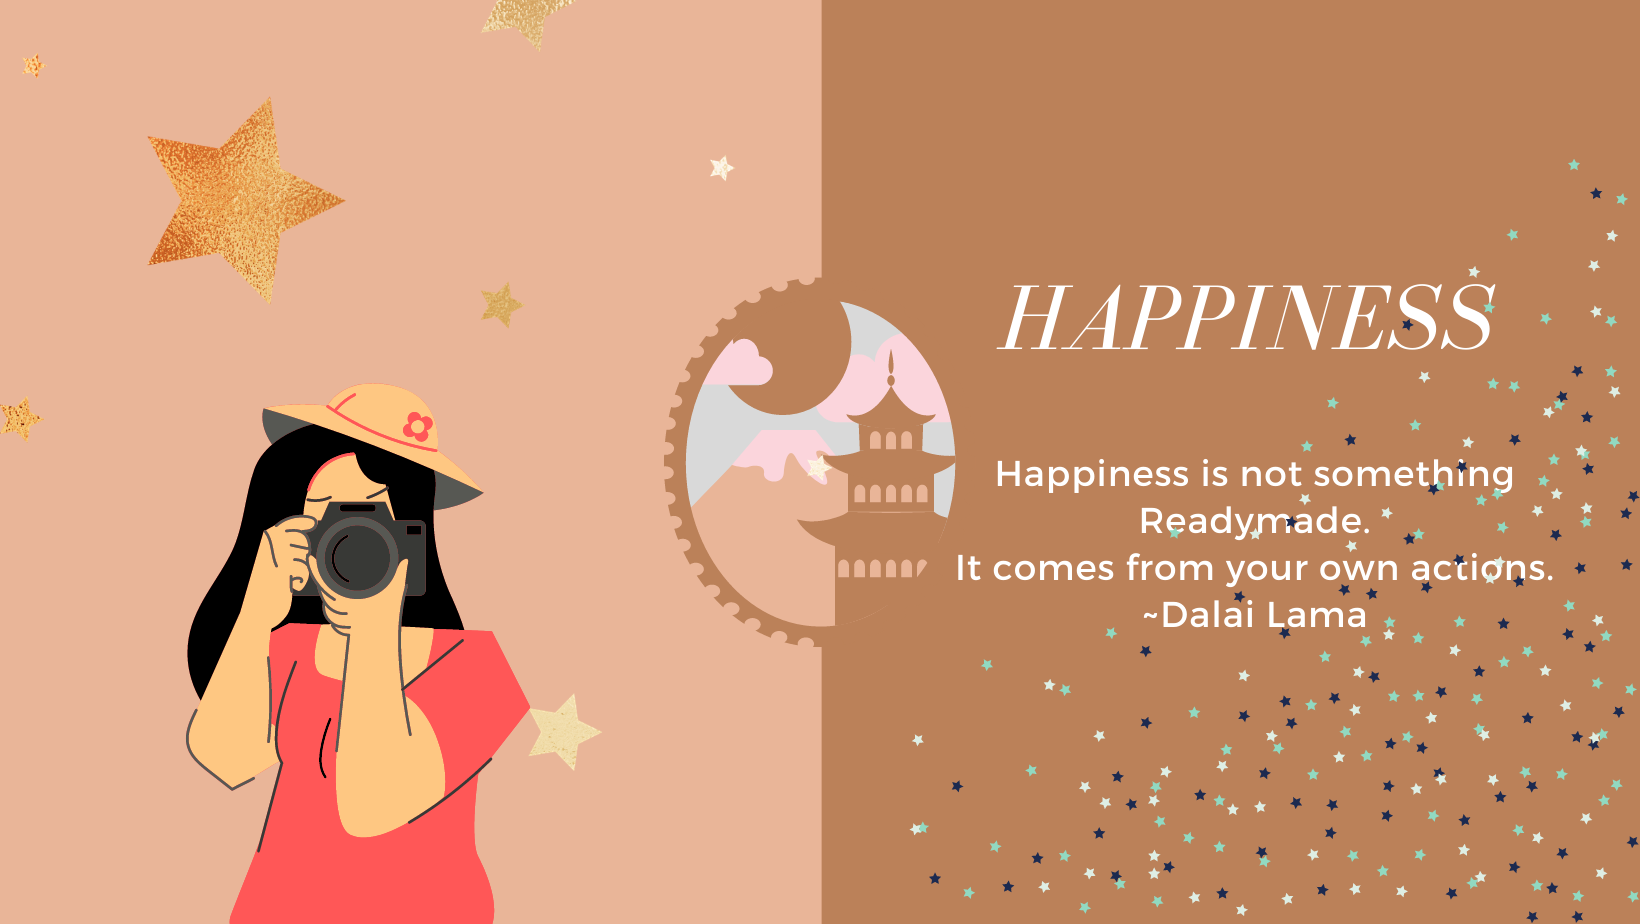 HAPPINESS
Happiness is not something
Readymade.
It comes from your own actions.
~Dalai Lama